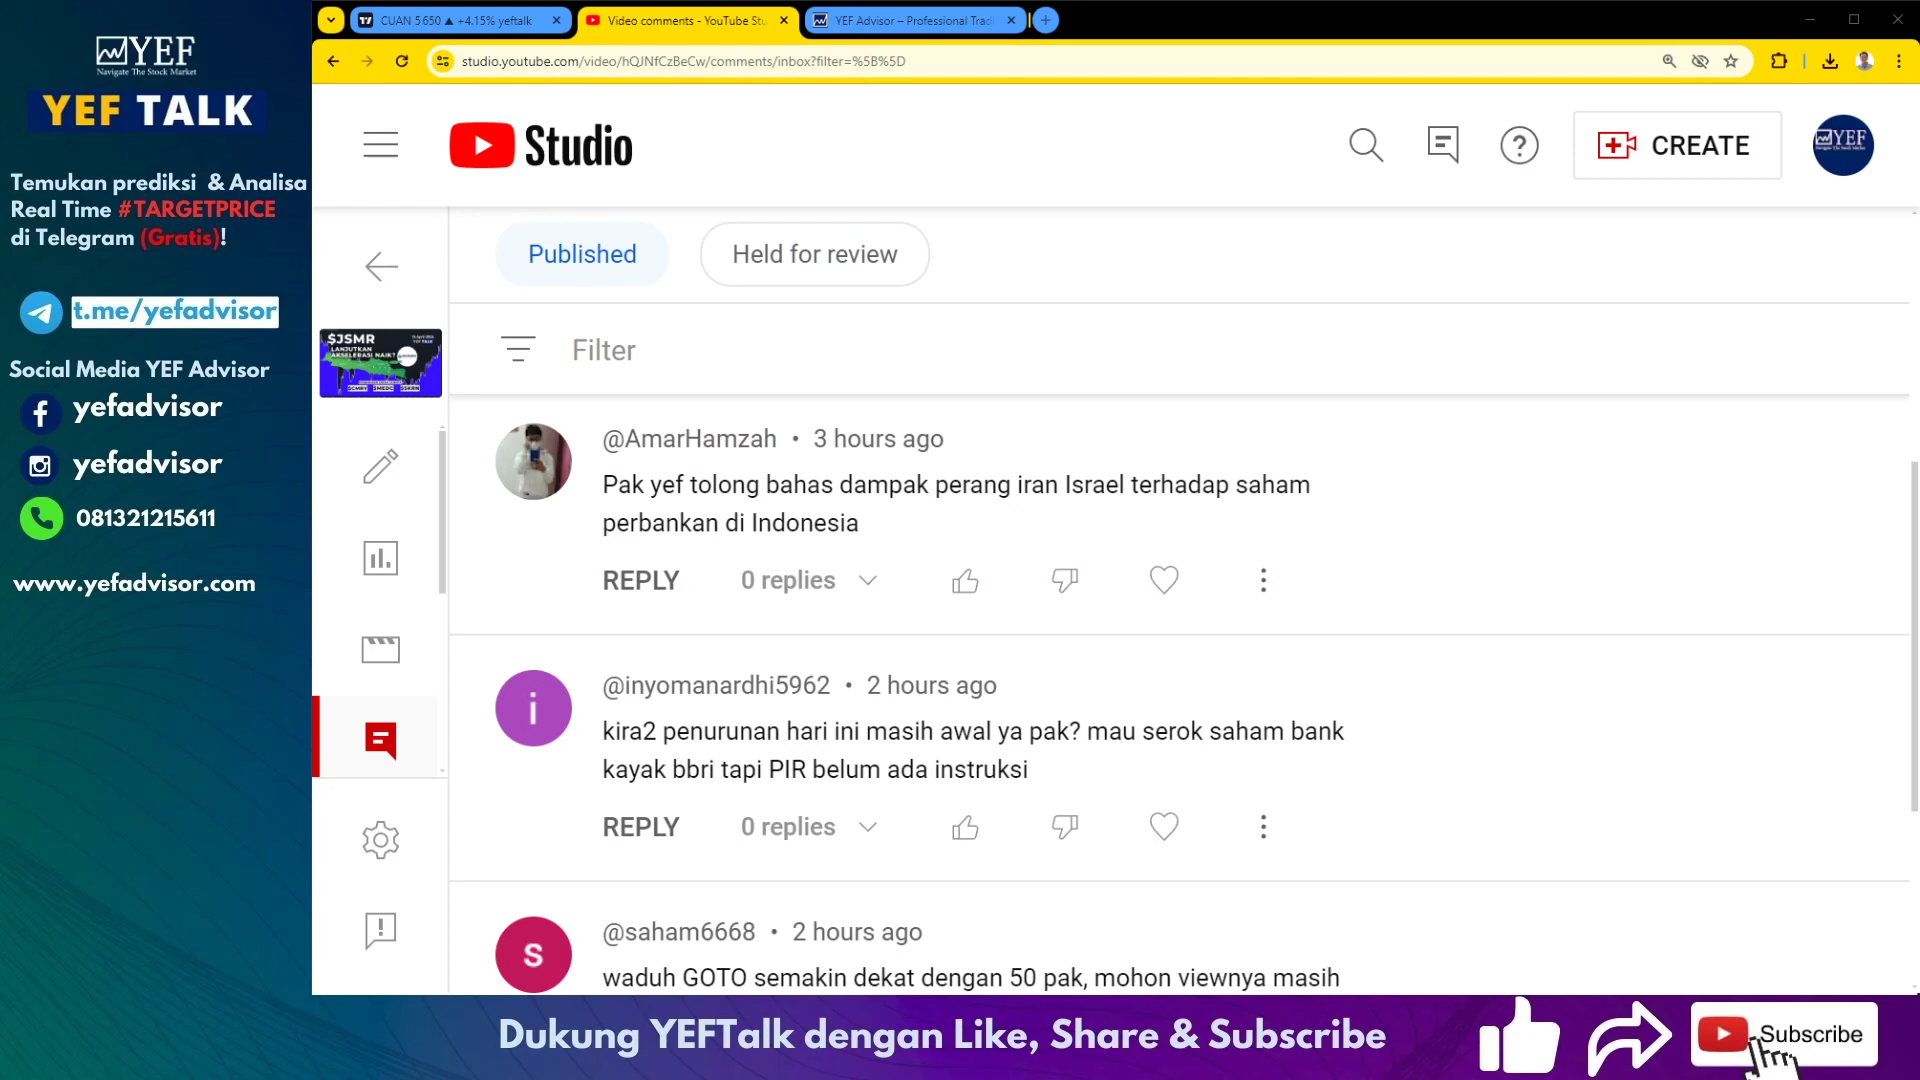 YEF
Navigate The Stock Market
YEF TALK
Temukan prediksi & Analisa
Real Time #TARGETPRICE
di Telegram (Gratis)!
t.me/yefadvisor
Social Media YEF Advisor
yefadvisor
yefadvisor
081321215611
www.yefadvisor.com
CUAN 5650 ▲ +4.15% yeftalk
Video comments - YouTube Stu
YEF Advisor – Professional Tradi
studio.youtube.com/video/hQJNfCzBeCw/comments/inbox?filter=%5B%5D
Studio
CREATE
YEF
Published
Held for review
$JSMR
LANJUTKAN
AKSELERASI NAIK?
Filter
@AmarHamzah • 3 hours ago
Pak yef tolong bahas dampak perang iran Israel terhadap saham
perbankan di Indonesia
REPLY
0 replies
i
@inyomanardhi5962 • 2 hours ago
kira2 penurunan hari ini masih awal ya pak? mau serok saham bank
kayak bbri tapi PIR belum ada instruksi
REPLY
0 replies
s
@saham6668 • 2 hours ago
waduh GOTO semakin dekat dengan 50 pak, mohon viewnya masih
Dukung YEFTalk dengan Like, Share & Subscribe
Subscribe